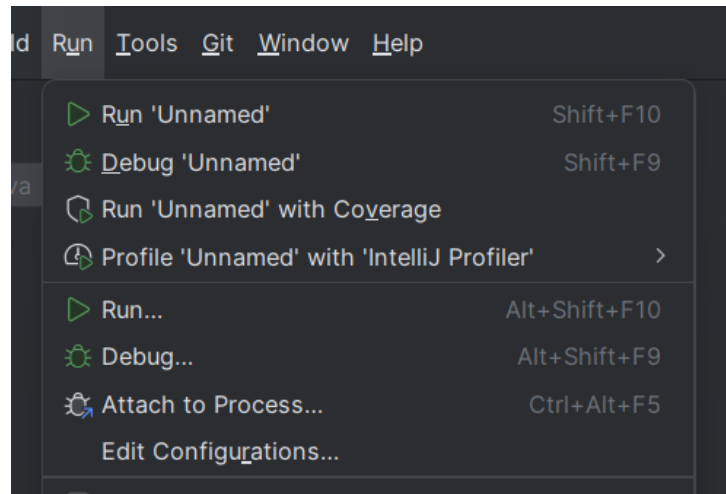 ld Run Tools Git Window Help
Run 'Unnamed' Shift+F10
Debug 'Unnamed' Shift+F9
va
Run 'Unnamed' with Coverage
Profile 'Unnamed' with 'IntelliJ Profiler'
Run... Alt+Shift+F10
Debug... Alt+Shift+F9
Attach to Process... Ctrl+Alt+F5
Edit Configurations...